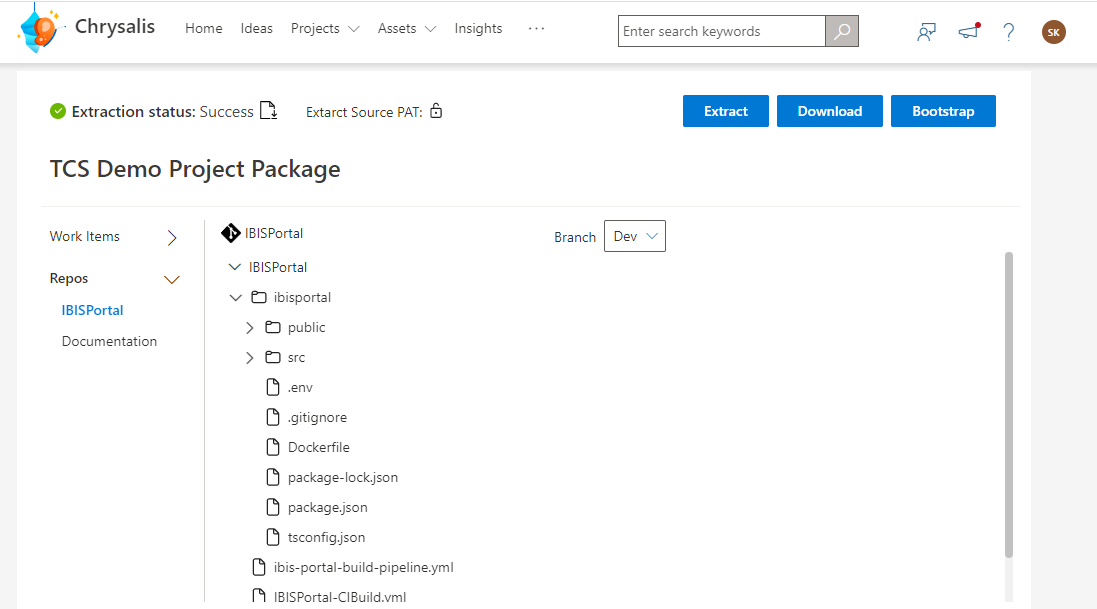 Chrysalis Home Ideas Projects Assets Insights ... Enter search keywords ? SK
Extraction status: Success Extarct Source PAT: Extract Download Bootstrap
TCS Demo Project Package
Work Items
Repos
IBISPortal
Documentation
IBISPortal Branch Dev
IBISPortal
ibisportal
public
src
.env
.gitignore
Dockerfile
package-lock.json
package.json
tsconfig.json
ibis-portal-build-pipeline.yml
IBISPortal-CIBuild.yml